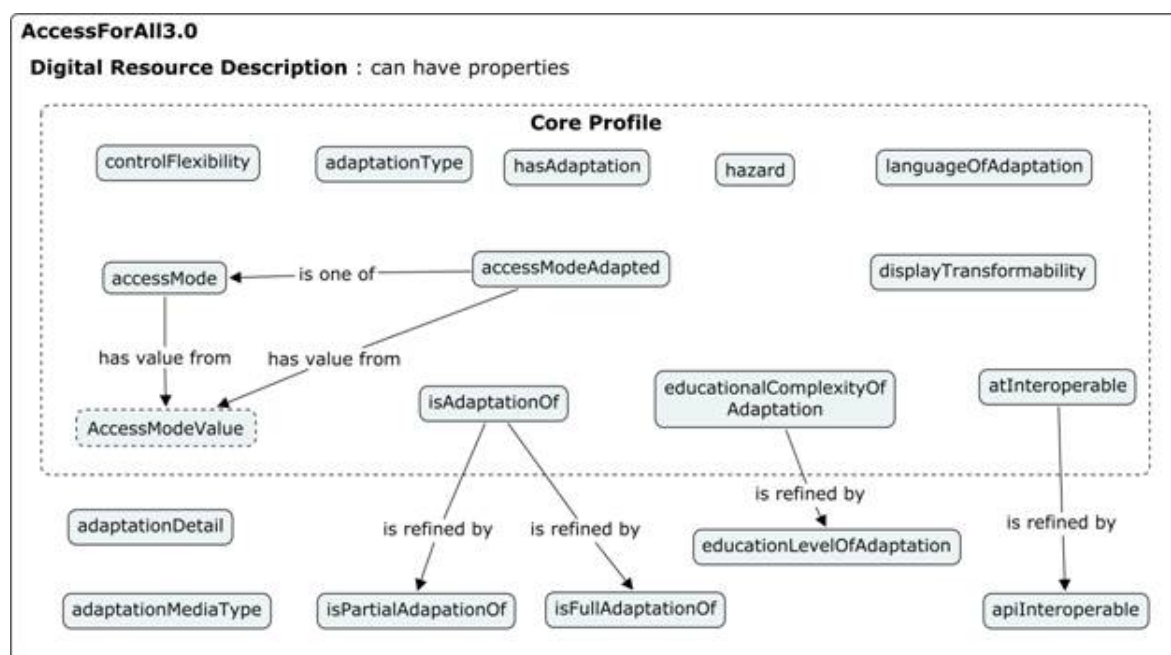 AccessForAll3.0
Digital Resource Description : can have properties
Core Profile
controlFlexibility
adaptationType
hasAdaptation
hazard
languageOfAdaptation
accessMode
is one of
accessModeAdapted
displayTransformability
has value from
has value from
AccessModeValue
isAdaptationOf
educationalComplexityOf
Adaptation
atInteroperable
is refined by
is refined by
is refined by
is refined by
adaptationDetail
educationLevelOfAdaptation
adaptationMediaType
isPartialAdapationOf
isFullAdaptationOf
apiInteroperable